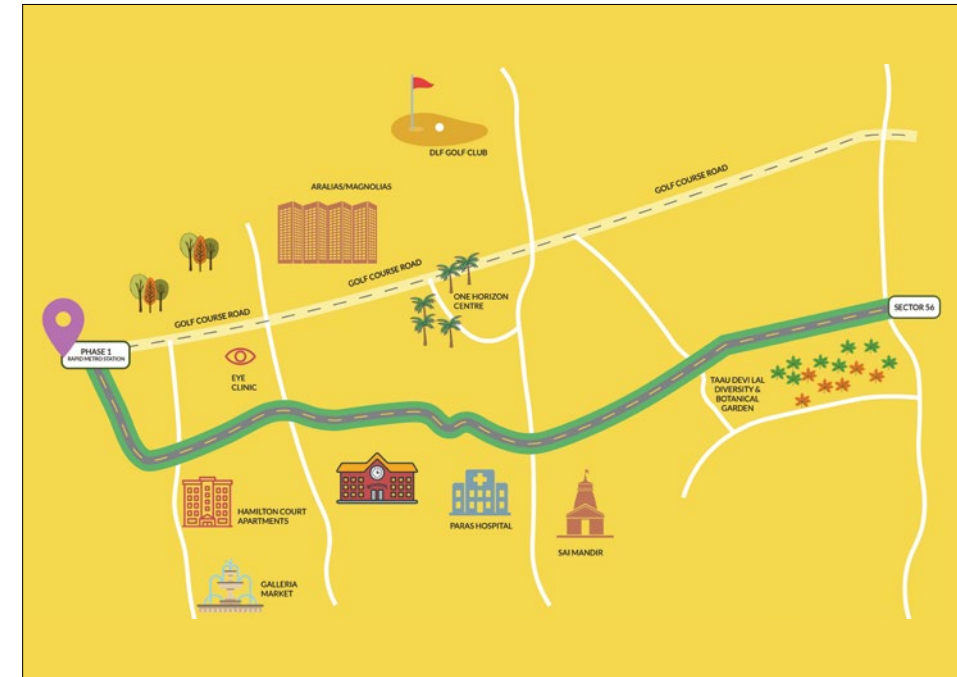 DLF GOLF CLUB
GOLF COURSE ROAD
ARALIAS/MAGNOLIAS
GOLF COURSE ROAD
ONE HORIZON
CENTRE
GOLF COURSE ROAD
SECTOR 56
PHASE 1
RAPID METRO STATION
EYE
CLINIC
TAAU DEVI LAL
DIVERSITY &
BOTANICAL
GARDEN
HAMILTON COURT
APARTMENTS
PARAS HOSPITAL
SAI MANDIR
GALLERIA
MARKET